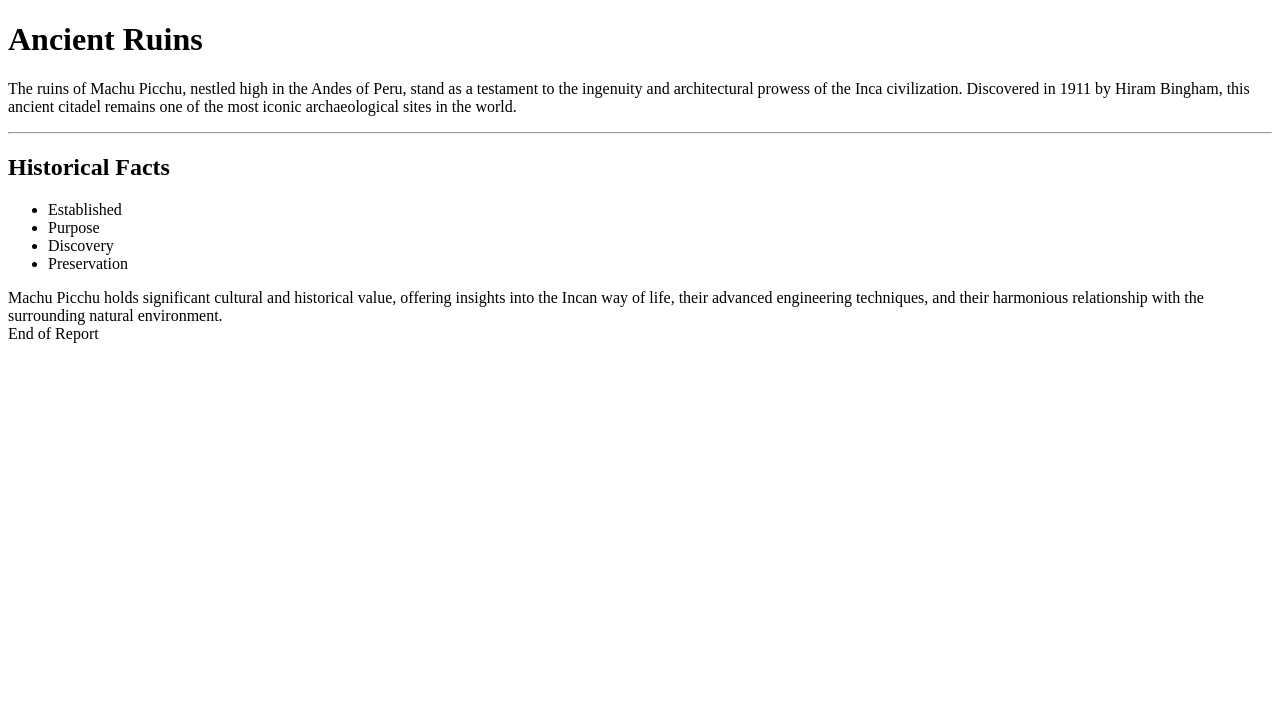 Ancient Ruins
The ruins of Machu Picchu, nestled high in the Andes of Peru, stand as a testament to the ingenuity and architectural prowess of the Inca civilization. Discovered in 1911 by Hiram Bingham, this
ancient citadel remains one of the most iconic archaeological sites in the world.
Historical Facts
• Established
• Purpose
• Discovery
• Preservation
Machu Picchu holds significant cultural and historical value, offering insights into the Incan way of life, their advanced engineering techniques, and their harmonious relationship with the
surrounding natural environment.
End of Report